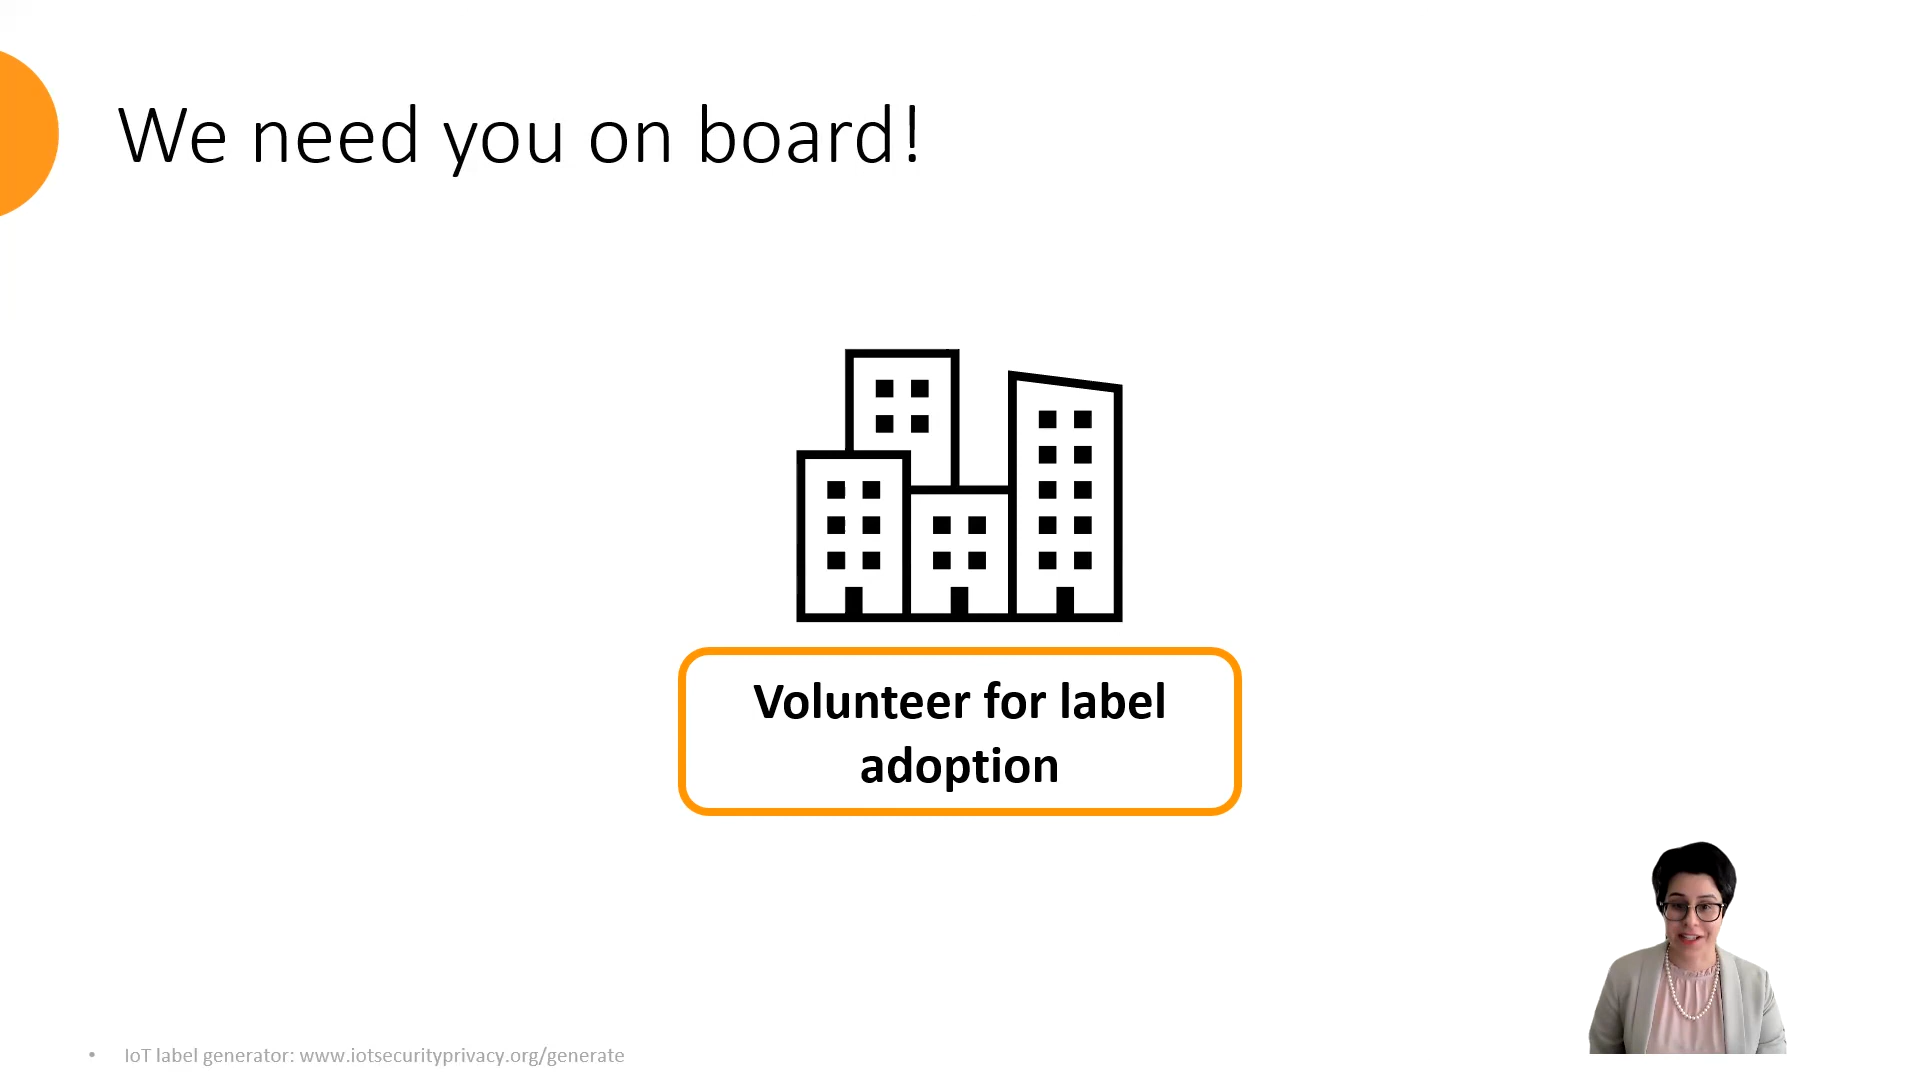 We need you on board!
Volunteer for label
adoption
• IoT label generator: www.iotsecurityprivacy.org/generate